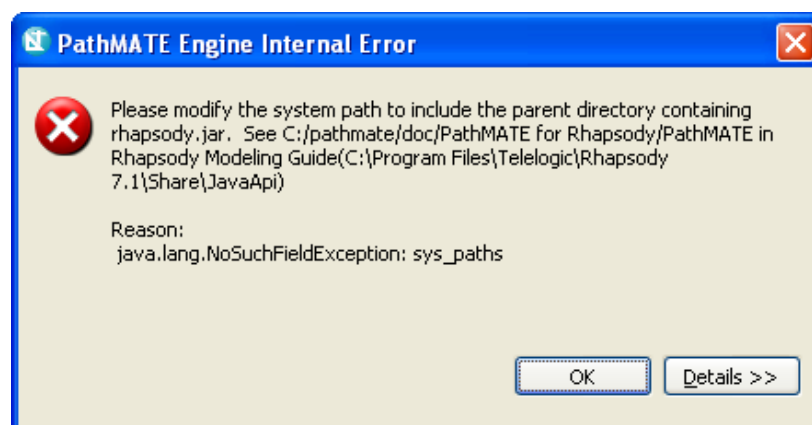 PathMATE Engine Internal Error
Please modify the system path to include the parent directory containing
rhapsody.jar.  See C:/pathmate/doc/PathMATE for Rhapsody/PathMATE in
Rhapsody Modeling Guide(C:\Program Files\Telelogic\Rhapsody
7.1\Share\JavaApi)
Reason:
java.lang.NoSuchFieldException: sys_paths
OK
Details >>